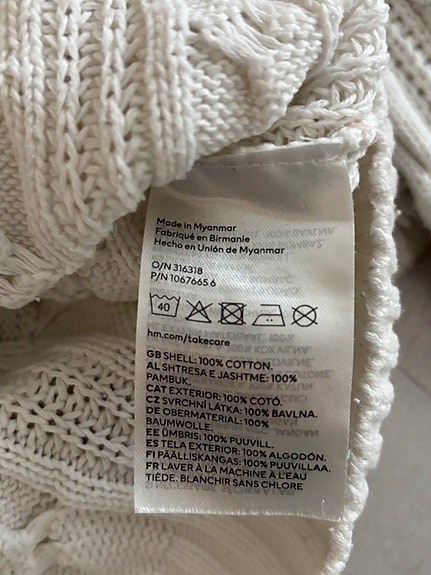 Made in Myanmar
Fabriqué en Birmanie
Hecho en Unión de Myanmar
O/N 316318
P/N 1067665 6
40
hm.com/takecare
GB SHELL: 100% COTTON.
AL SHTRESA E JASHTME: 100%
PAMBUK.
CAT EXTERIOR: 100% COTÓ.
CZ SVRCHNÍ LÁTKA: 100% BAVLNA.
DE OBERMATERIAL: 100%
BAUMWOLLE.
EE ÜMBRIS: 100% PUUVILL.
ES TELA EXTERIOR: 100% ALGODÓN.
FI PÄÄLLISKANGAS: 100% PUUVILLAA.
FR LAVER À LA MACHINE À L'EAU
TIÈDE. BLANCHIR SANS CHLORE